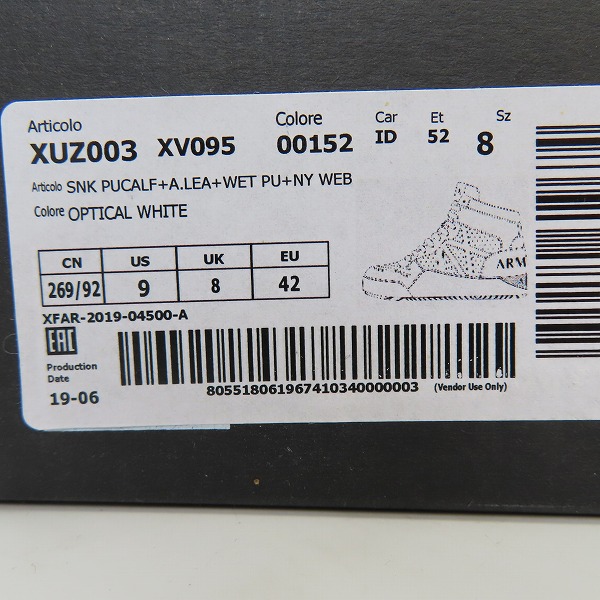 Articolo Colore Car Et Sz
XUZ003 XV095 00152 ID 52 8
Articolo SNK PUCALF+A.LEA+WET PU+NY WEB
Colore OPTICAL WHITE
CN US UK EU
269/92 9 8 42
ARM
XFAR-2019-04500-A
EAC
Production
Date
19-06
805518061967410340000003 (Vendor Use Only)